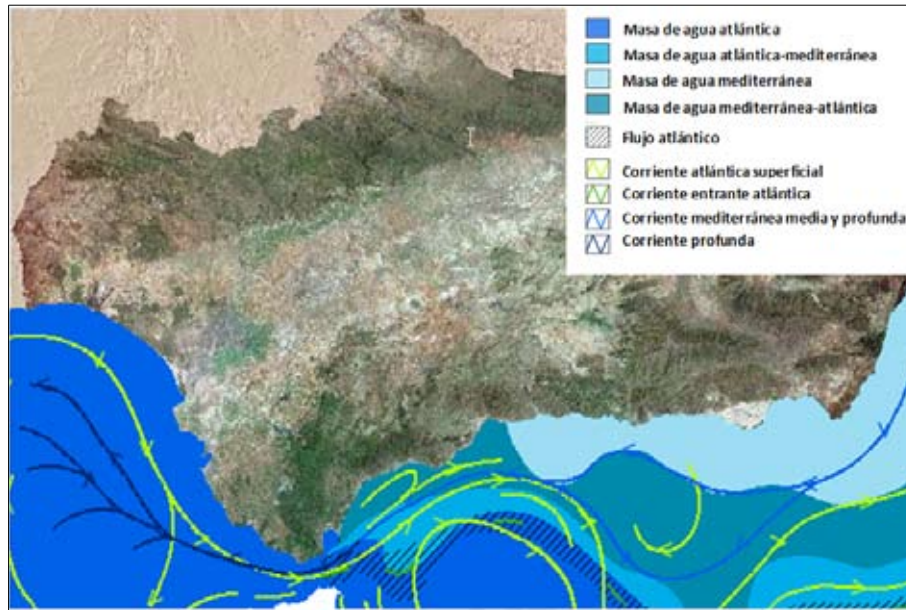 Masa de agua atlántica
Masa de agua atlántica-mediterránea
Masa de agua mediterránea
Masa de agua mediterránea-atlántica
Flujo atlántico
Corriente atlántica superficial
Corriente entrante atlántica
Corriente mediterránea media y profunda
Corriente profunda